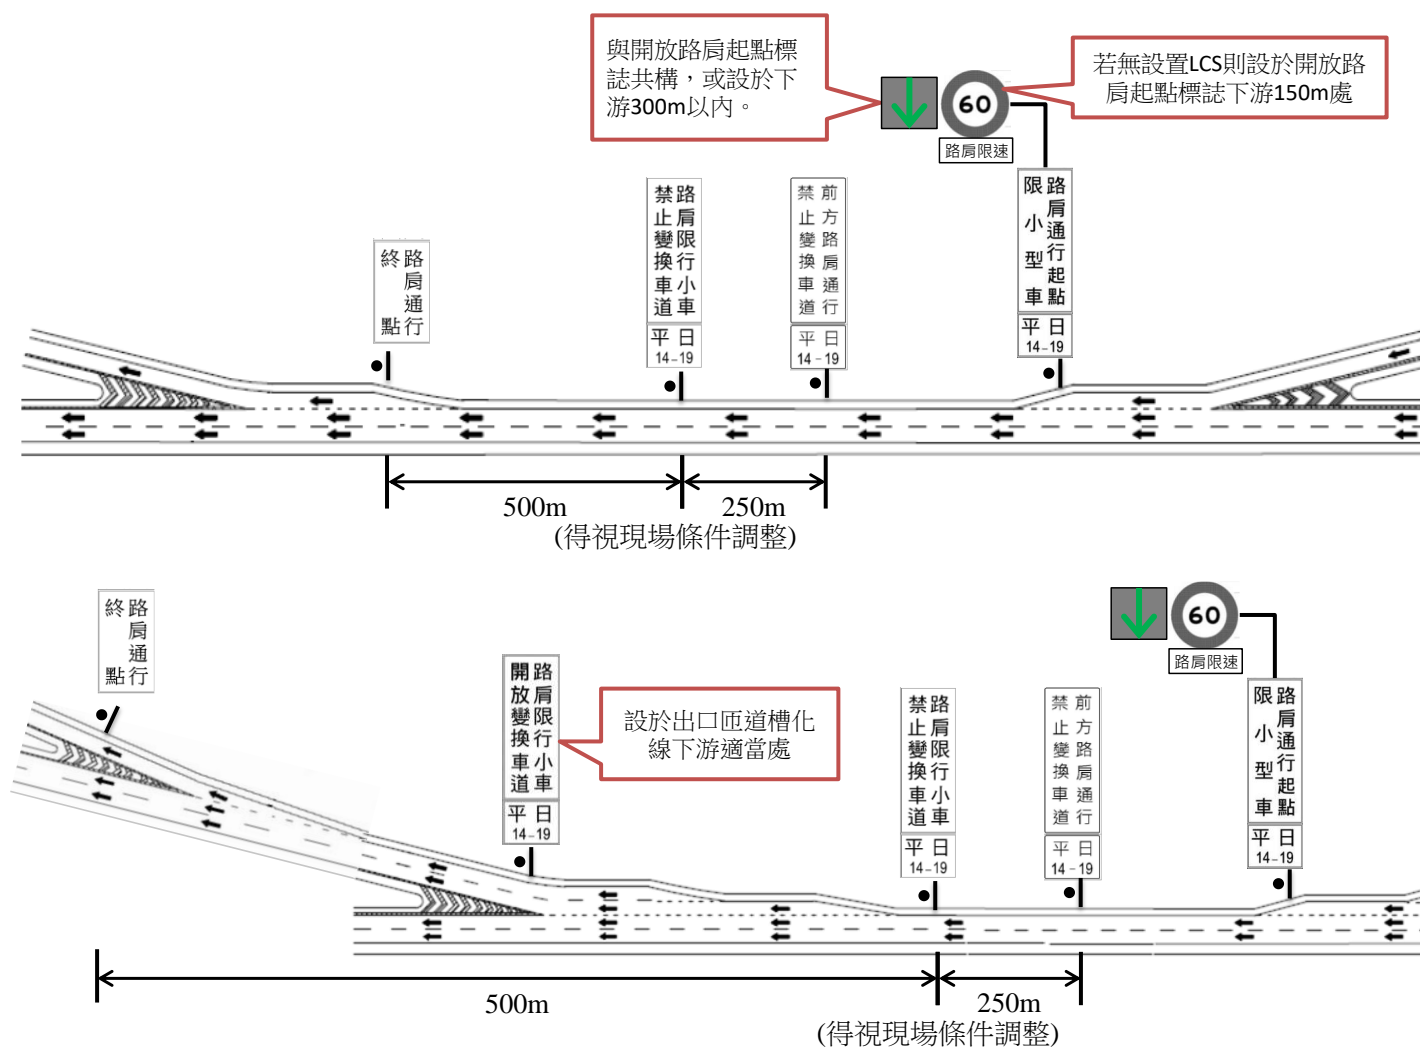 與開放路肩起點標
誌共構，或設於下
游300m以內。
若無設置LCS則設於開放路
肩起點標誌下游150m處
60
路肩限速
路肩通行起點
限小型車
平日
14-19
前方路肩通行
禁止變換車道
平日
14-19
路肩限行小車
禁止變換車道
平日
14-19
路肩通行
終點
500m
250m
(得視現場條件調整)
60
路肩限速
路肩通行起點
限小型車
平日
14-19
前方路肩通行
禁止變換車道
平日
14-19
路肩限行小車
禁止變換車道
平日
14-19
設於出口匝道槽化
線下游適當處
路肩限行小車
開放變換車道
平日
14-19
路肩通行
終點
500m
250m
(得視現場條件調整)